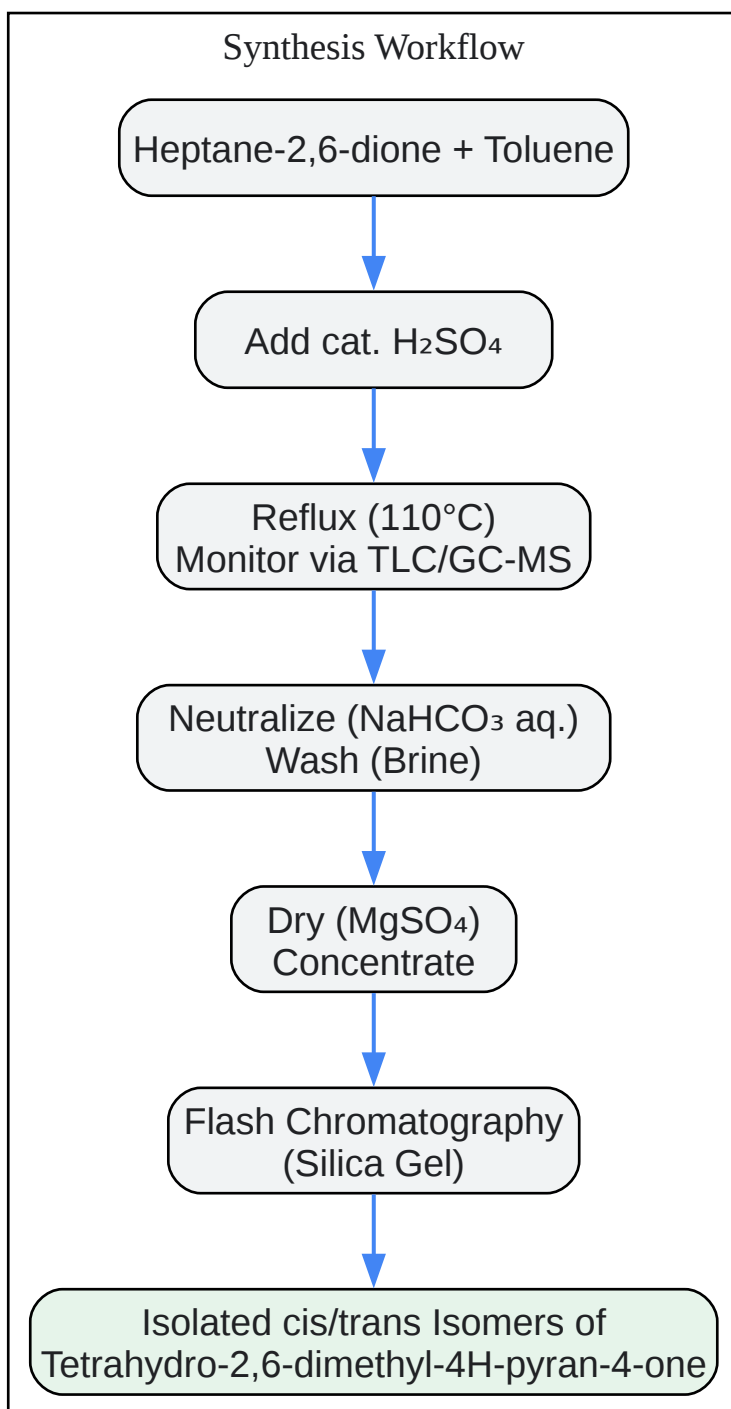 Synthesis Workflow
Heptane-2,6-dione + Toluene
Add cat. H₂SO₄
Reflux (110°C)
Monitor via TLC/GC-MS
Neutralize (NaHCO₃ aq.)
Wash (Brine)
Dry (MgSO₄)
Concentrate
Flash Chromatography
(Silica Gel)
Isolated cis/trans Isomers of
Tetrahydro-2,6-dimethyl-4H-pyran-4-one